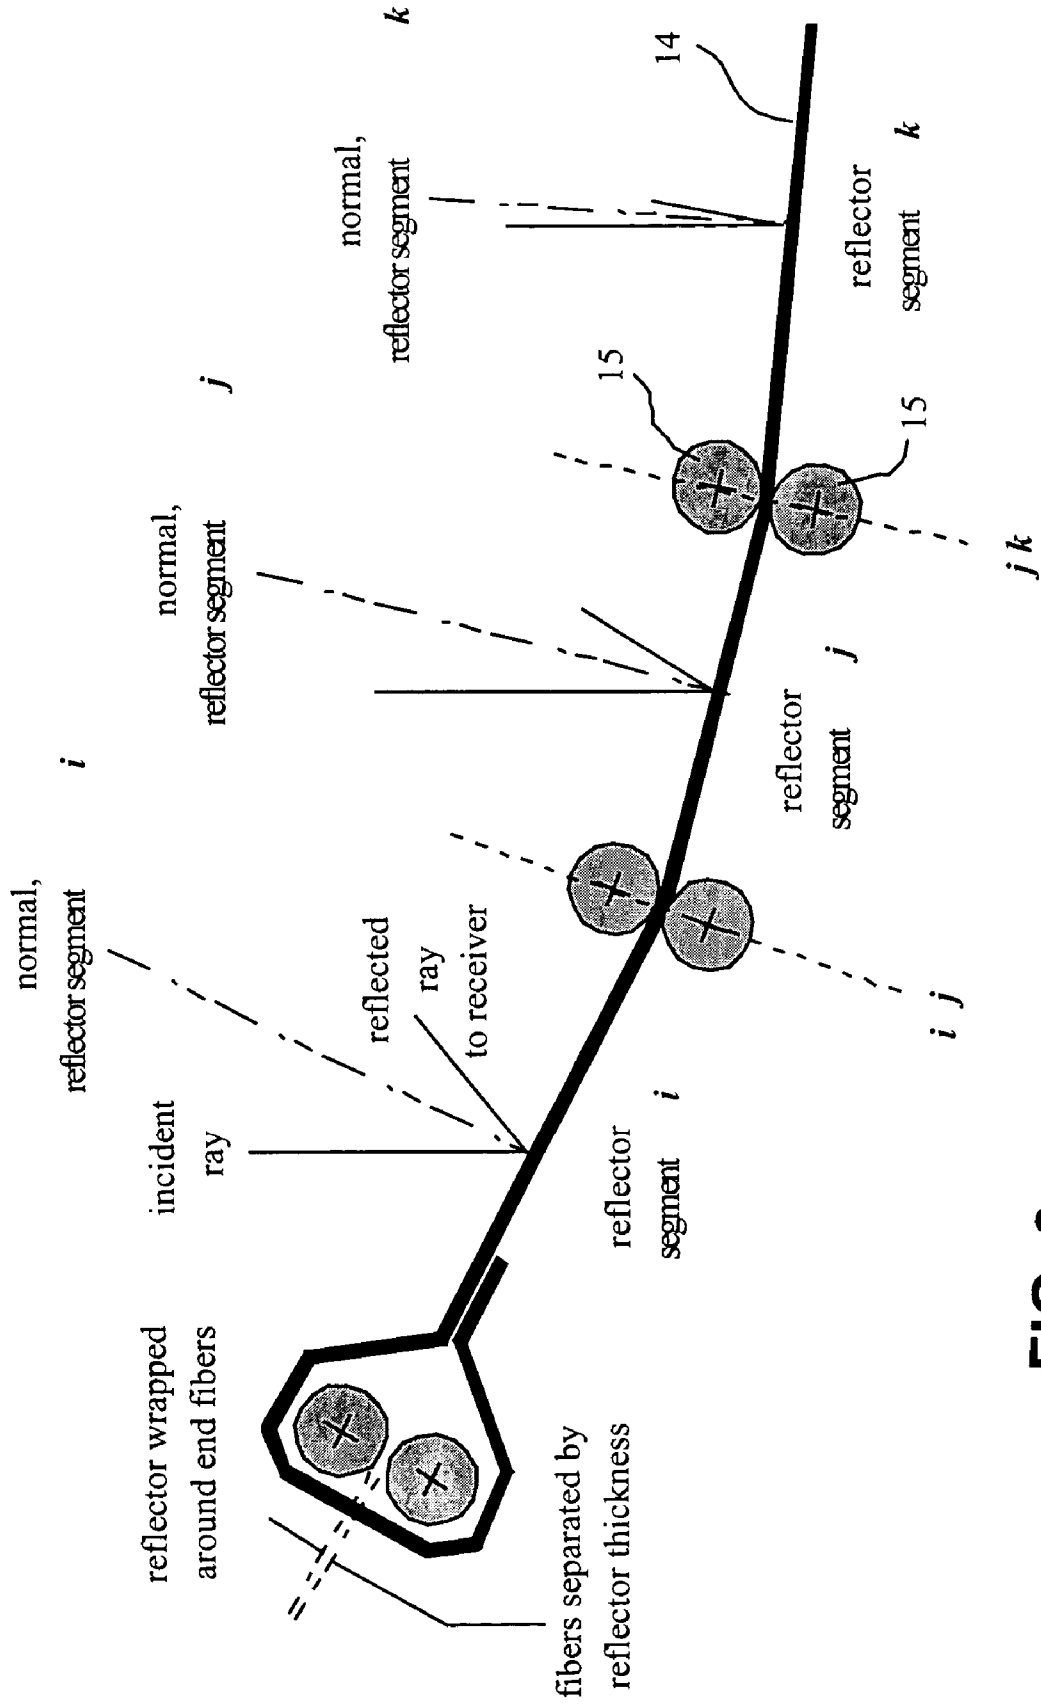 normal,
reflector segment i
normal,
reflector segment j
normal,
reflector segment k
reflector wrapped
around end fibers
incident
ray
reflected
ray
to receiver
fibers separated by
reflector thickness
reflector
segment i
i j
reflector
segment j
j k
15
15
14
reflector
segment k
FIG.